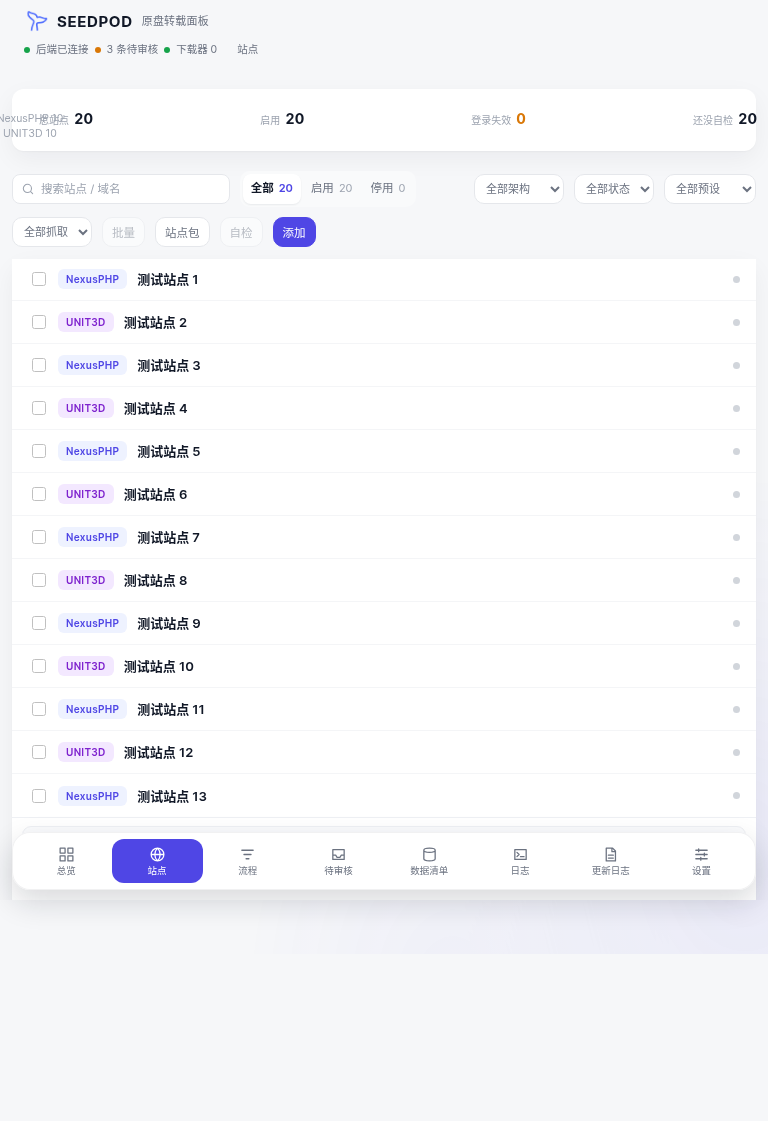 SEEDPOD 原盘转载面板
后端已连接 3 条待审核 下载器 0 站点
总站点 20 启用 20 登录失效 0 还没自检 20
NexusPHP 10
UNIT3D 10
搜索站点 / 域名 全部 20 启用 20 停用 0 全部架构 全部状态 全部预设
全部抓取 批量 站点包 自检 添加
NexusPHP 测试站点 1
UNIT3D 测试站点 2
NexusPHP 测试站点 3
UNIT3D 测试站点 4
NexusPHP 测试站点 5
UNIT3D 测试站点 6
NexusPHP 测试站点 7
UNIT3D 测试站点 8
NexusPHP 测试站点 9
UNIT3D 测试站点 10
NexusPHP 测试站点 11
UNIT3D 测试站点 12
NexusPHP 测试站点 13
总览 站点 流程 待审核 数据清单 日志 更新日志 设置